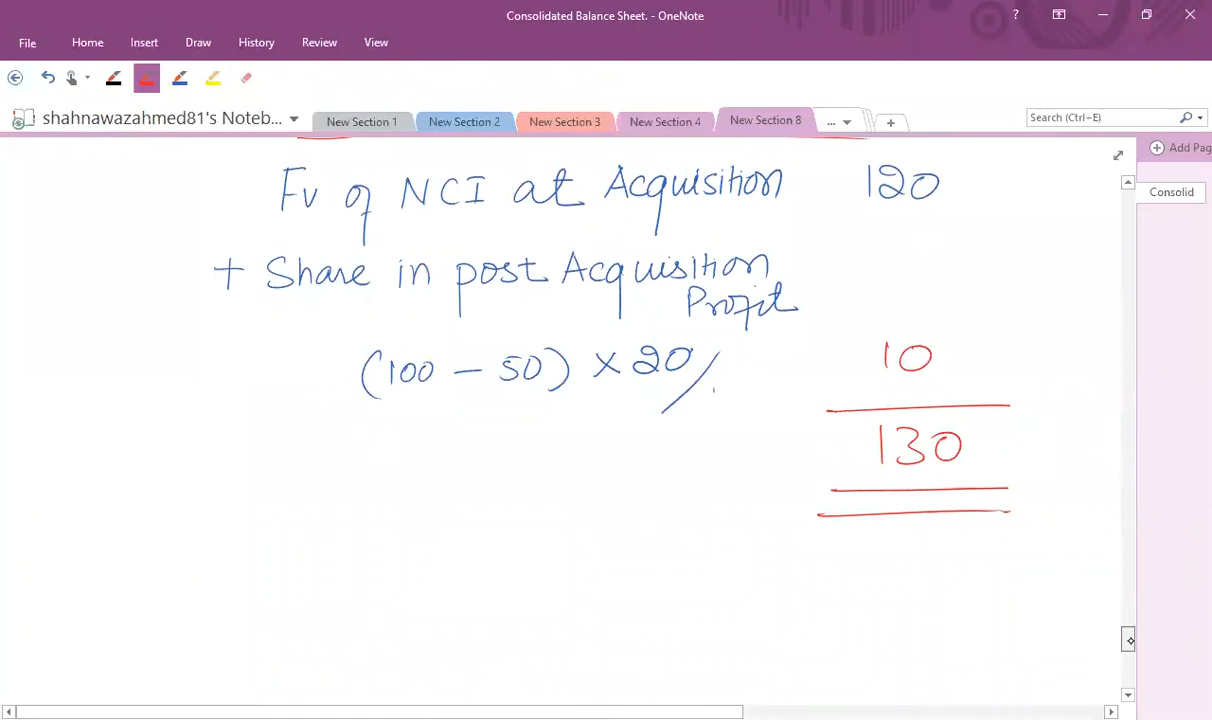 Consolidated Balance Sheet. - OneNote
?
File Home Insert Draw History Review View
shahnawazahmed81's Noteb... New Section 1 New Section 2 New Section 3 New Section 4 New Section 8 ... + Search (Ctrl+E)
Add Pag
Consolid
Fv of NCI at Acquisition 120
+ Share in post Acquisition
Profit
(100 - 50) × 20% 10
130